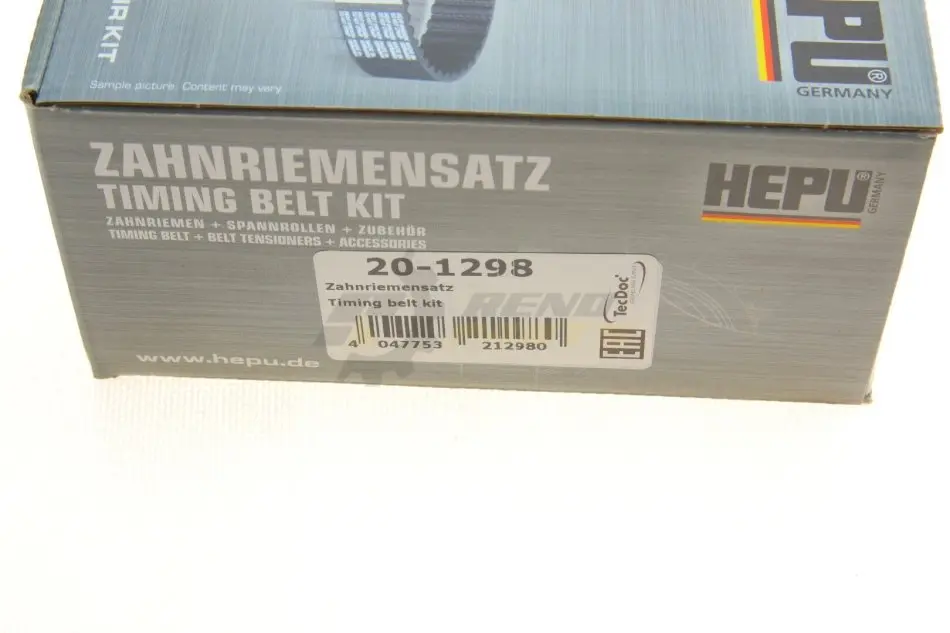 IR KIT
Sample picture. Content may vary
HEPU®
GERMANY
ZAHNRIEMENSATZ
TIMING BELT KIT
ZAHNRIEMEN + SPANNROLLEN + ZUBEHÖR
TIMING BELT + BELT TENSIONERS + ACCESSORIES
HEPU®
GERMANY
20-1298
Zahnriemensatz
Timing belt kit
TecDoc
4 047753 212980
EAC
www.hepu.de